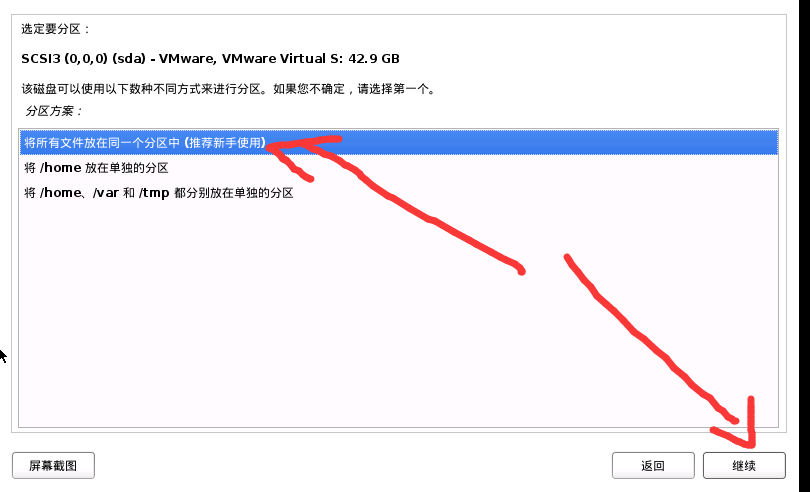 选定要分区：
SCSI3 (0,0,0) (sda) - VMware, VMware Virtual S: 42.9 GB
该磁盘可以使用以下数种不同方式来进行分区。如果您不确定，请选择第一个。
分区方案：
将所有文件放在同一个分区中 (推荐新手使用)
将 /home 放在单独的分区
将 /home、/var 和 /tmp 都分别放在单独的分区
屏幕截图
返回
继续